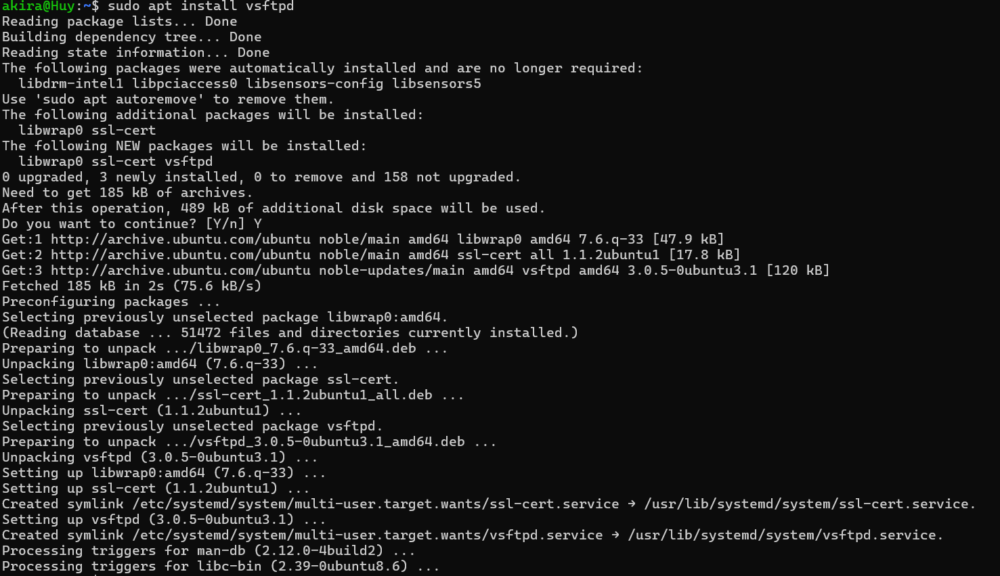 akira@Huy:~$ sudo apt install vsftpd
Reading package lists... Done
Building dependency tree... Done
Reading state information... Done
The following packages were automatically installed and are no longer required:
  libdrm-intel1 libpciaccess0 libsensors-config libsensors5
Use 'sudo apt autoremove' to remove them.
The following additional packages will be installed:
  libwrap0 ssl-cert
The following NEW packages will be installed:
  libwrap0 ssl-cert vsftpd
0 upgraded, 3 newly installed, 0 to remove and 158 not upgraded.
Need to get 185 kB of archives.
After this operation, 489 kB of additional disk space will be used.
Do you want to continue? [Y/n] Y
Get:1 http://archive.ubuntu.com/ubuntu noble/main amd64 libwrap0 amd64 7.6.q-33 [47.9 kB]
Get:2 http://archive.ubuntu.com/ubuntu noble/main amd64 ssl-cert all 1.1.2ubuntu1 [17.8 kB]
Get:3 http://archive.ubuntu.com/ubuntu noble-updates/main amd64 vsftpd amd64 3.0.5-0ubuntu3.1 [120 kB]
Fetched 185 kB in 2s (75.6 kB/s)
Preconfiguring packages ...
Selecting previously unselected package libwrap0:amd64.
(Reading database ... 51472 files and directories currently installed.)
Preparing to unpack .../libwrap0_7.6.q-33_amd64.deb ...
Unpacking libwrap0:amd64 (7.6.q-33) ...
Selecting previously unselected package ssl-cert.
Preparing to unpack .../ssl-cert_1.1.2ubuntu1_all.deb ...
Unpacking ssl-cert (1.1.2ubuntu1) ...
Selecting previously unselected package vsftpd.
Preparing to unpack .../vsftpd_3.0.5-0ubuntu3.1_amd64.deb ...
Unpacking vsftpd (3.0.5-0ubuntu3.1) ...
Setting up libwrap0:amd64 (7.6.q-33) ...
Setting up ssl-cert (1.1.2ubuntu1) ...
Created symlink /etc/systemd/system/multi-user.target.wants/ssl-cert.service → /usr/lib/systemd/system/ssl-cert.service.
Setting up vsftpd (3.0.5-0ubuntu3.1) ...
Created symlink /etc/systemd/system/multi-user.target.wants/vsftpd.service → /usr/lib/systemd/system/vsftpd.service.
Processing triggers for man-db (2.12.0-4build2) ...
Processing triggers for libc-bin (2.39-0ubuntu8.6) ...